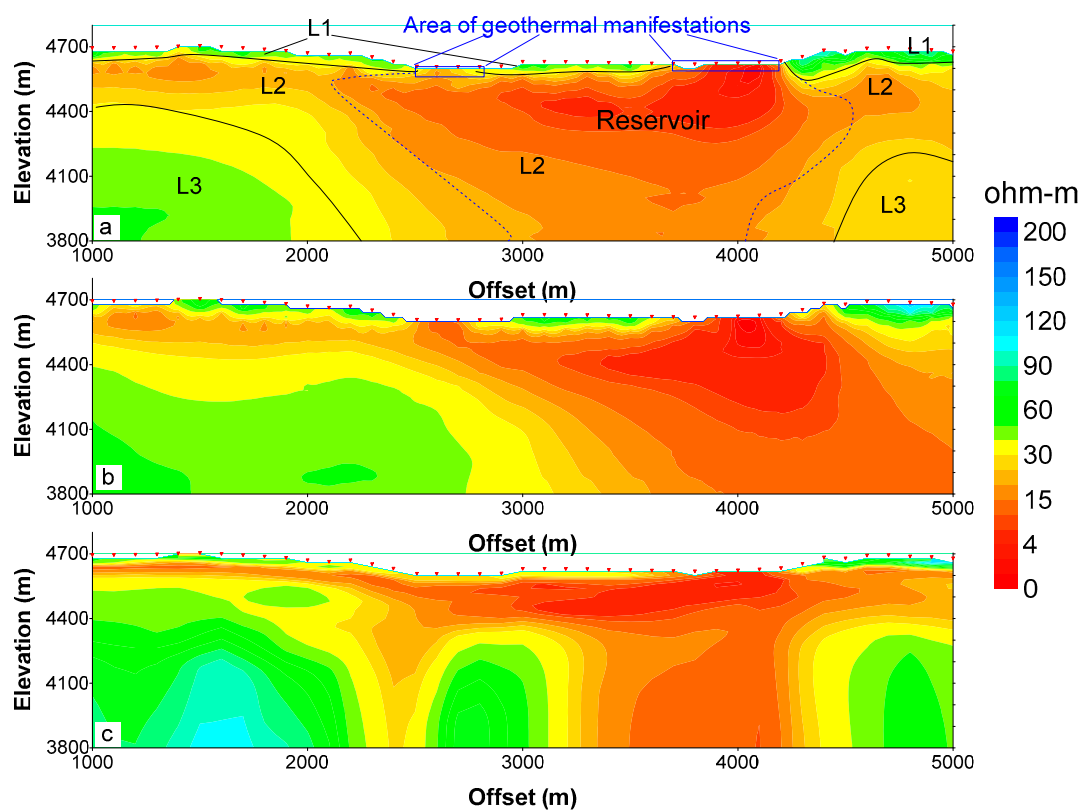 Area of geothermal manifestations
L1
L1
L2
L2
Reservoir
L2
L3
L3
a
4700
4400
4100
3800
Elevation (m)
1000
2000
3000
4000
5000
Offset (m)
ohm-m
200
150
120
90
60
30
15
4
0
4700
4400
4100
3800
Elevation (m)
b
1000
2000
3000
4000
5000
Offset (m)
4700
4400
4100
3800
Elevation (m)
c
1000
2000
3000
4000
5000
Offset (m)